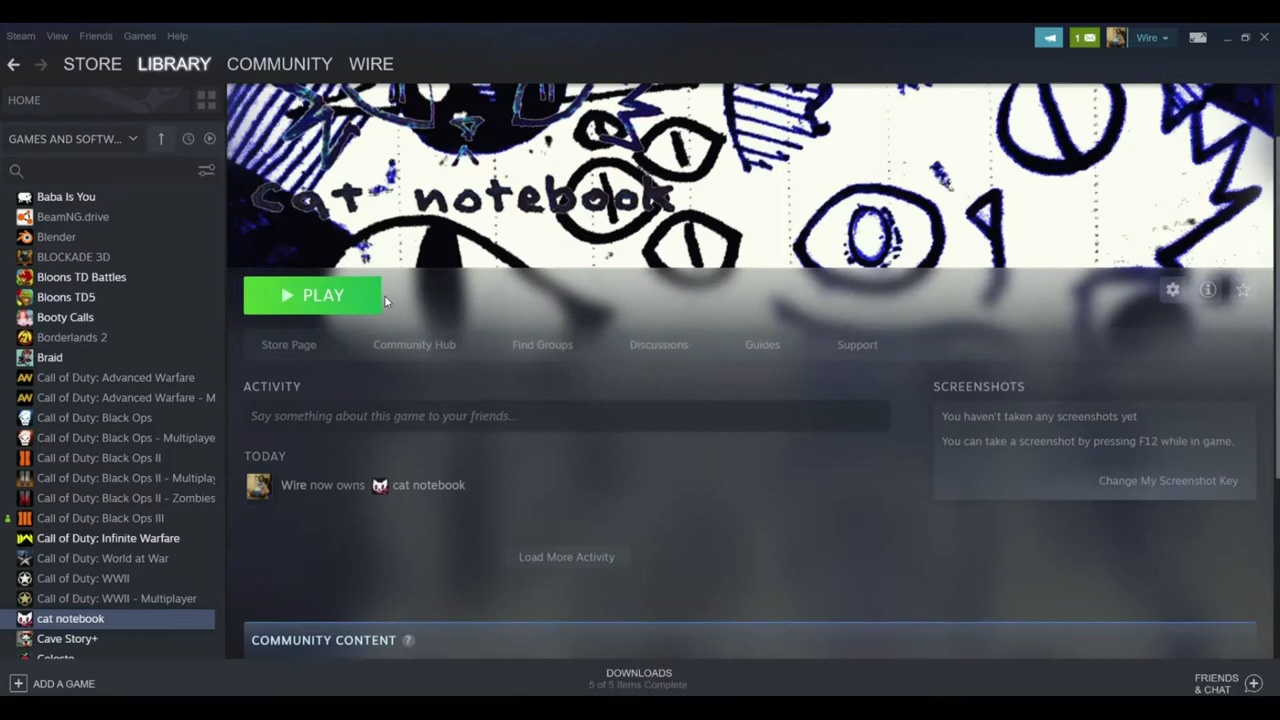 Steam View Friends Games Help
1
Wire
STORE LIBRARY COMMUNITY WIRE
HOME
GAMES AND SOFTW...
Baba Is You
BeamNG.drive
Blender
BLOCKADE 3D
Bloons TD Battles
Bloons TD5
Booty Calls
Borderlands 2
Braid
Call of Duty: Advanced Warfare
Call of Duty: Advanced Warfare - M
Call of Duty: Black Ops
Call of Duty: Black Ops - Multiplaye
Call of Duty: Black Ops II
Call of Duty: Black Ops II - Multipla
Call of Duty: Black Ops II - Zombies
Call of Duty: Black Ops III
Call of Duty: Infinite Warfare
Call of Duty: World at War
Call of Duty: WWII
Call of Duty: WWII - Multiplayer
cat notebook
Cave Story+
Celeste
ADD A GAME
Cat notebook
PLAY
Store Page Community Hub Find Groups Discussions Guides Support
ACTIVITY
Say something about this game to your friends...
TODAY
Wire now owns cat notebook
Load More Activity
SCREENSHOTS
You haven't taken any screenshots yet
You can take a screenshot by pressing F12 while in game.
Change My Screenshot Key
COMMUNITY CONTENT ?
DOWNLOADS
5 of 5 Items Complete
FRIENDS
& CHAT